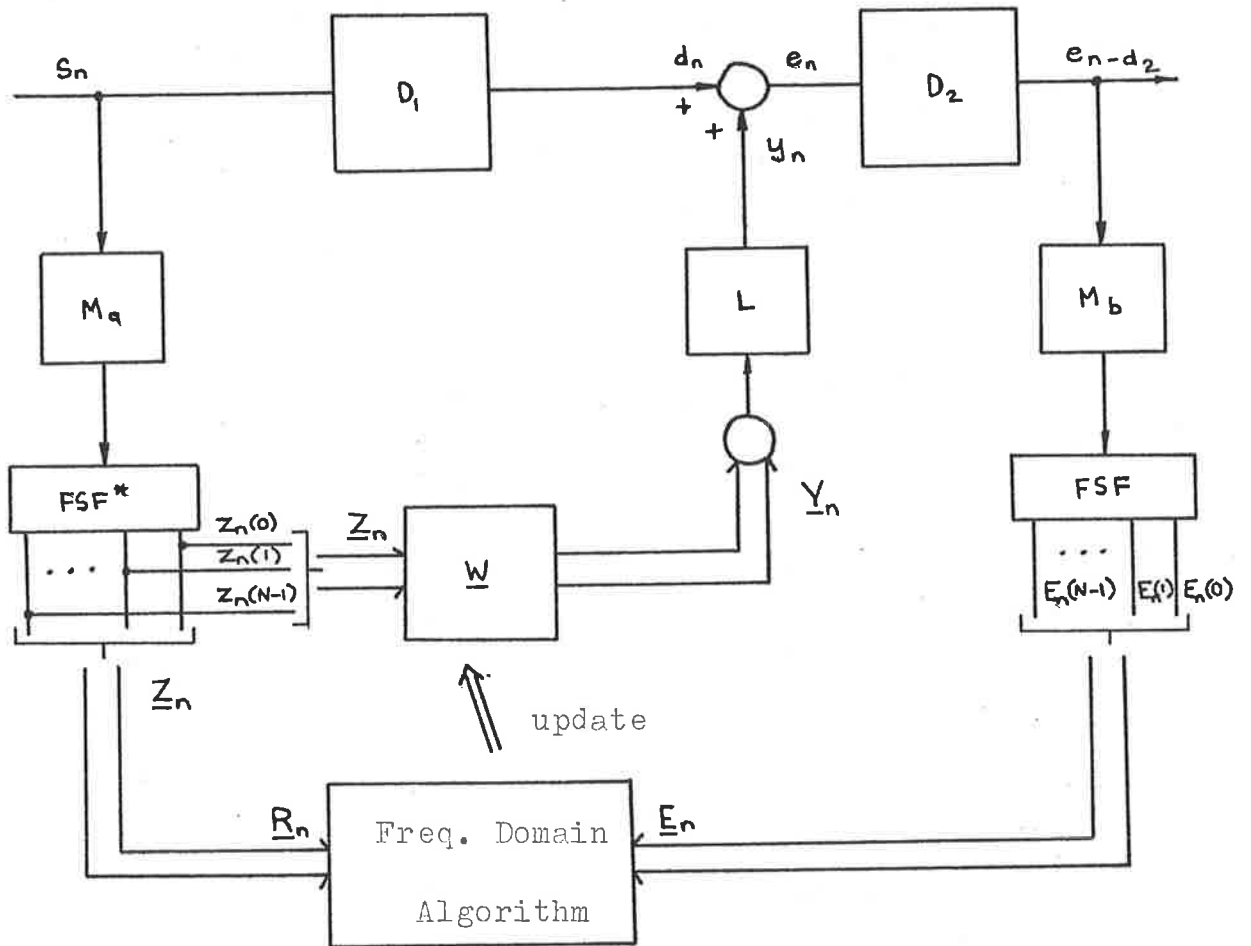 Sn
D1
dn
+
+
en
D2
en-d2
yn
Ma
L
Mb
FSF*
Zn(0)
Zn(1)
Zn(N-1)
...
Zn
W
Yn
FSF
...
En(N-1) En(1) En(0)
Zn
update
Rn
Freq. Domain
Algorithm
En